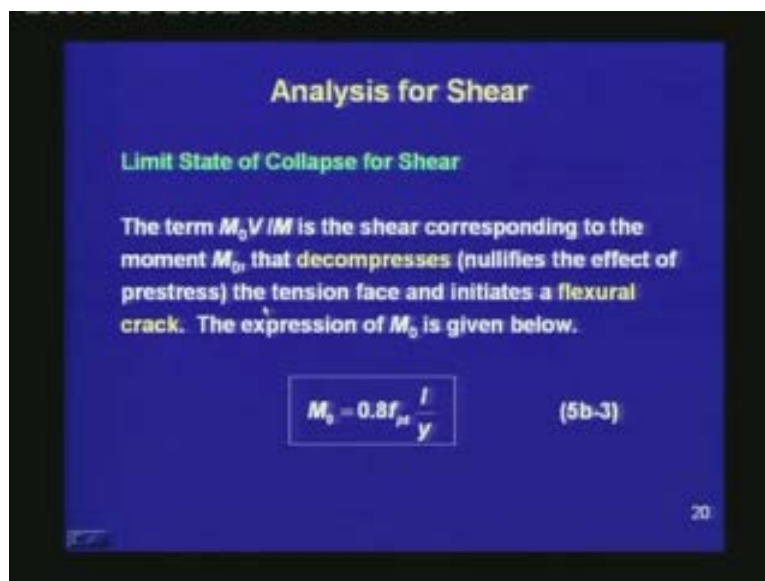 Analysis for Shear
Limit State of Collapse for Shear
The term M₀V /M is the shear corresponding to the
moment M₀, that decompresses (nullifies the effect of
prestress) the tension face and initiates a flexural
crack. The expression of M₀ is given below.
M₀ = 0.8f I/y (5b-3)
20